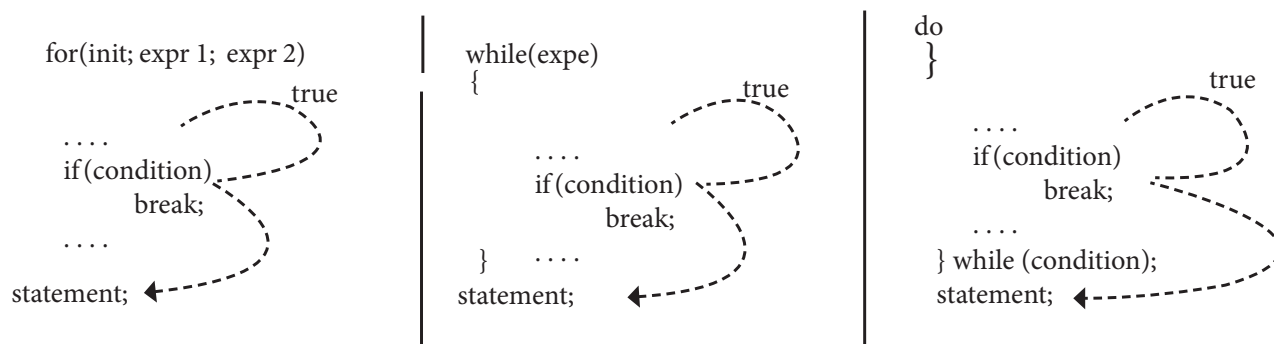 for(init; expr 1; expr 2)
true
. . . .
if (condition)
break;
. . . .
statement;
while(expe)
{
true
. . . .
if (condition)
break;
} . . . .
statement;
do
}
true
. . . .
if (condition)
break;
. . . .
} while (condition);
statement;